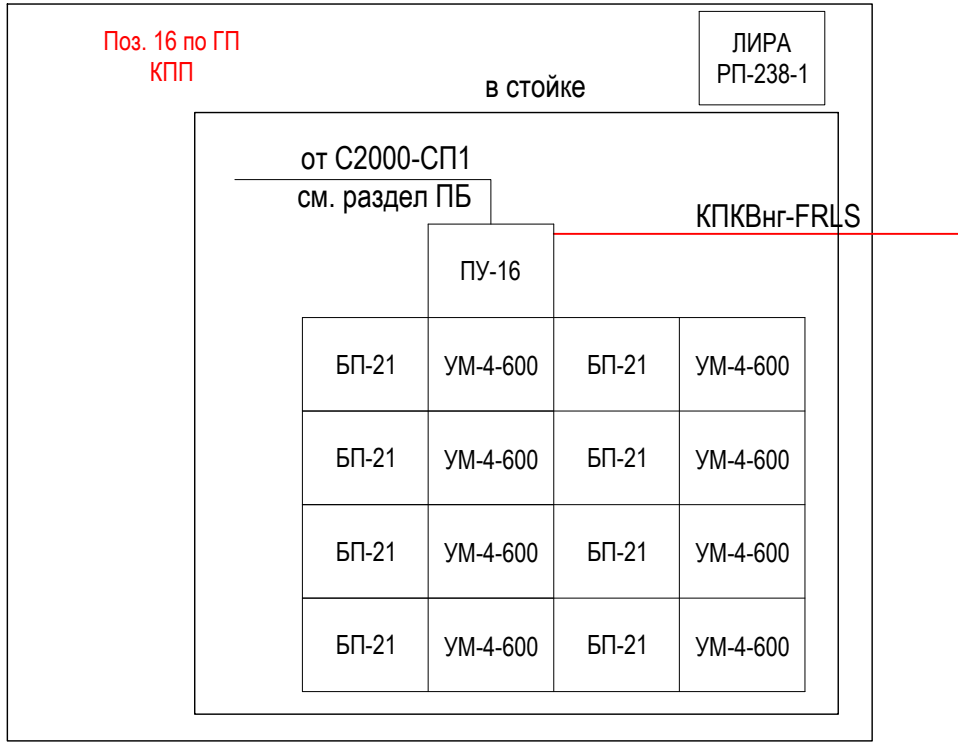 Поз. 16 по ГП
КПП
ЛИРА
РП-238-1
в стойке
от С2000-СП1
см. раздел ПБ
КПКВнг-FRLS
ПУ-16
БП-21 УМ-4-600 БП-21 УМ-4-600
БП-21 УМ-4-600 БП-21 УМ-4-600
БП-21 УМ-4-600 БП-21 УМ-4-600
БП-21 УМ-4-600 БП-21 УМ-4-600